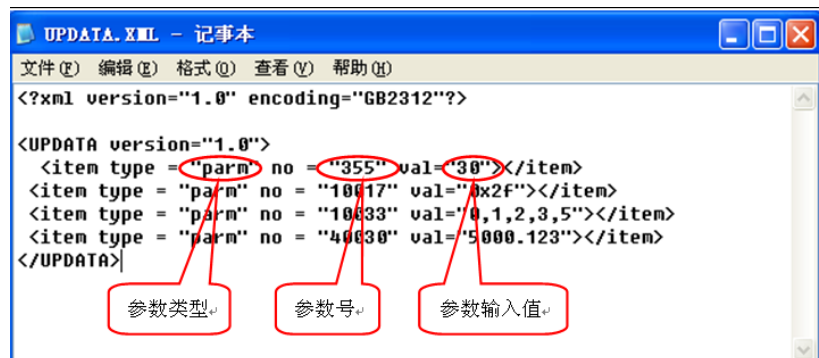 UPDATA.XML - 记事本
文件(F) 编辑(E) 格式(O) 查看(V) 帮助(H)
<?xml version="1.0" encoding="GB2312"?>
<UPDATA version="1.0">
<item type = "parm" no = "355" val="30"></item>
<item type = "parm" no = "10017" val="0x2f"></item>
<item type = "parm" no = "10033" val="0,1,2,3,5"></item>
<item type = "parm" no = "40030" val="5000.123"></item>
</UPDATA>
参数类型
参数号
参数输入值